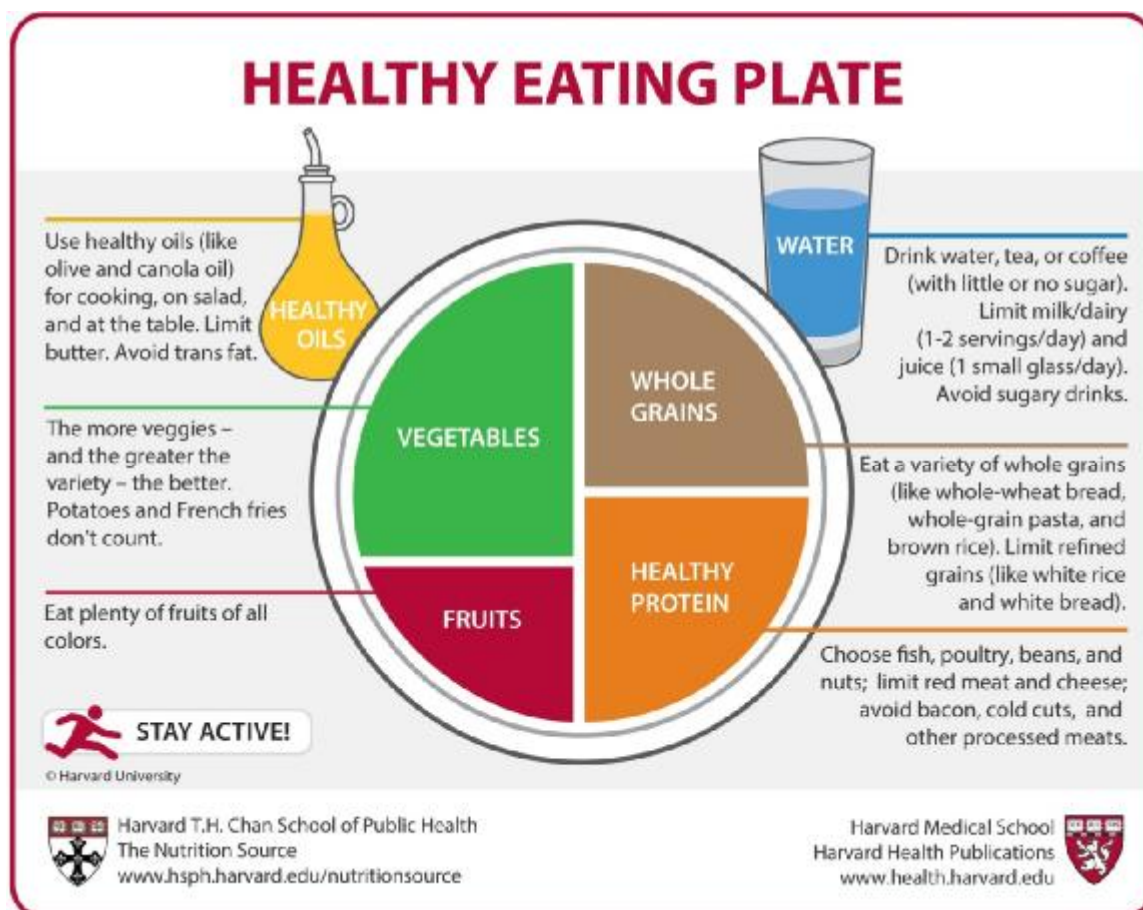 HEALTHY EATING PLATE
Use healthy oils (like
olive and canola oil)
for cooking, on salad,
and at the table. Limit
butter. Avoid trans fat.
HEALTHY
OILS
The more veggies –
and the greater the
variety – the better.
Potatoes and French fries
don't count.
Eat plenty of fruits of all
colors.
VEGETABLES
FRUITS
WHOLE
GRAINS
HEALTHY
PROTEIN
WATER
Drink water, tea, or coffee
(with little or no sugar).
Limit milk/dairy
(1-2 servings/day) and
juice (1 small glass/day).
Avoid sugary drinks.
Eat a variety of whole grains
(like whole-wheat bread,
whole-grain pasta, and
brown rice). Limit refined
grains (like white rice
and white bread).
Choose fish, poultry, beans, and
nuts; limit red meat and cheese;
avoid bacon, cold cuts, and
other processed meats.
STAY ACTIVE!
© Harvard University
Harvard T.H. Chan School of Public Health
The Nutrition Source
www.hsph.harvard.edu/nutritionsource
Harvard Medical School
Harvard Health Publications
www.health.harvard.edu